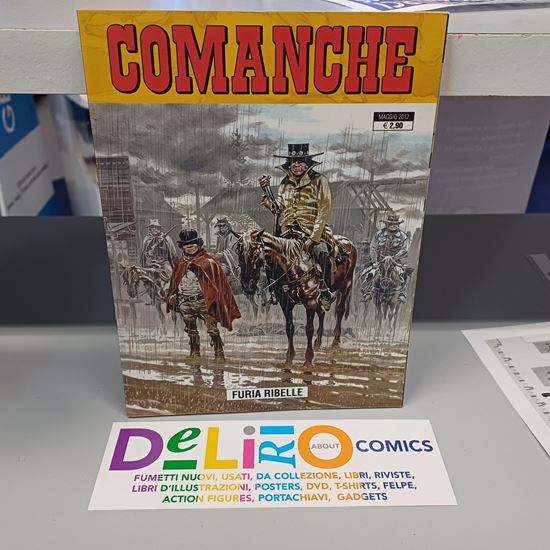 COMANCHE
MAGGIO 2012
€ 2.90
FURIA RIBELLE
DeLiRiO ABOUT COMICS
FUMETTI NUOVI, USATI, DA COLLEZIONE, LIBRI, RIVISTE,
LIBRI D'ILLUSTRAZIONI, POSTERS, DVD, T-SHIRTS, FELPE,
ACTION FIGURES, PORTACHIAVI, GADGETS